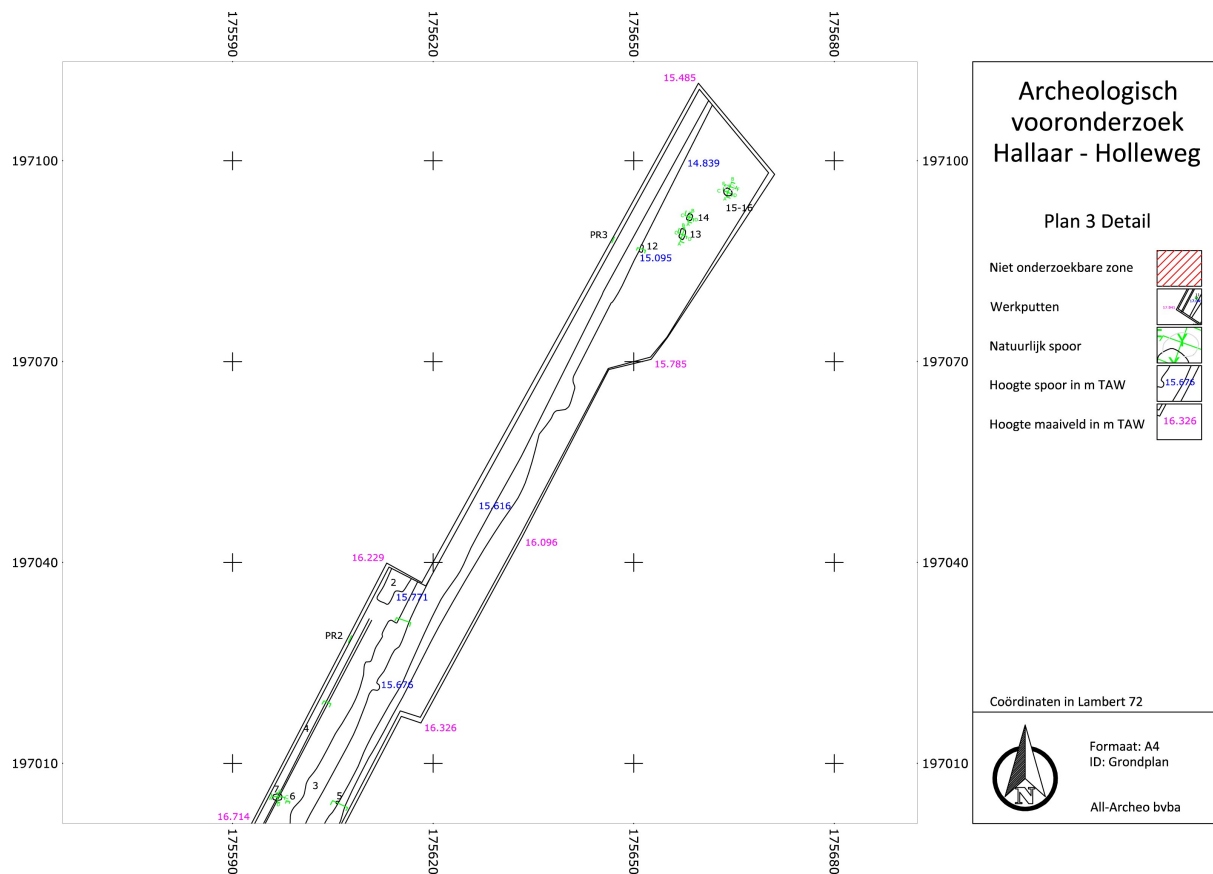 175590
175620
175650
175680
15.485
197100
197100
14.839
15-16
14
13
PR3
12
15.095
197070
197070
15.785
15.616
16.096
197040
197040
16.229
2
15.771
PR2
15.676
4
16.326
197010
197010
3
7
6
5
16.714
175590
175620
175650
175680
Archeologisch
vooronderzoek
Hallaar - Holleweg
Plan 3 Detail
Niet onderzoekbare zone
Werkputten
Natuurlijk spoor
Hoogte spoor in m TAW
15.676
Hoogte maaiveld in m TAW
16.326
Coördinaten in Lambert 72
N
Formaat: A4
ID: Grondplan
All-Archeo bvba